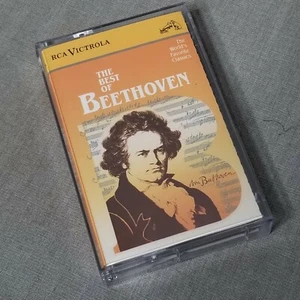 RCA VICTROLA
The
World's
Favorite
Classics
THE
BEST
OF
BEETHOVEN